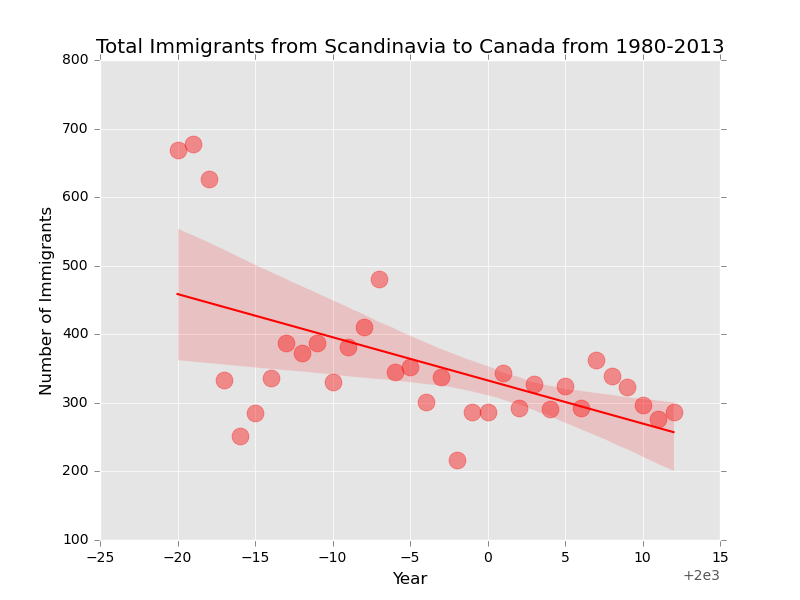 Total Immigrants from Scandinavia to Canada from 1980-2013
800
700
600
500
400
300
200
100
Number of Immigrants
−25 −20 −15 −10 −5 0 5 10 15
Year
+2e3